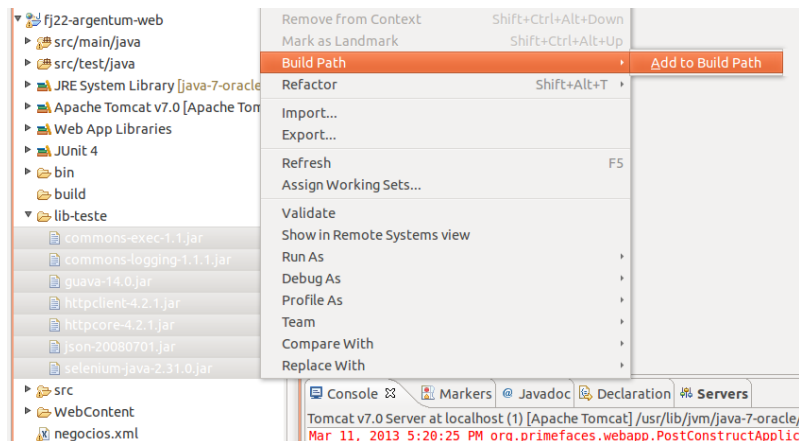 fj22-argentum-web
src/main/java
src/test/java
JRE System Library [java-7-oracle
Apache Tomcat v7.0 [Apache Tom
Web App Libraries
JUnit 4
bin
build
lib-teste
commons-exec-1.1.jar
commons-logging-1.1.1.jar
guava-14.0.jar
httpclient-4.2.1.jar
httpcore-4.2.1.jar
json-20080701.jar
selenium-java-2.31.0.jar
src
WebContent
negocios.xml
Remove from Context Shift+Ctrl+Alt+Down
Mark as Landmark Shift+Ctrl+Alt+Up
Build Path
Refactor Shift+Alt+T
Import...
Export...
Refresh F5
Assign Working Sets...
Validate
Show in Remote Systems view
Run As
Debug As
Profile As
Team
Compare With
Replace With
Add to Build Path
Console Markers @ Javadoc Declaration Servers
Tomcat v7.0 Server at localhost (1) [Apache Tomcat] /usr/lib/jvm/java-7-oracle/
Mar 11, 2013 5:20:25 PM org.primefaces.webapp.PostConstructApplic